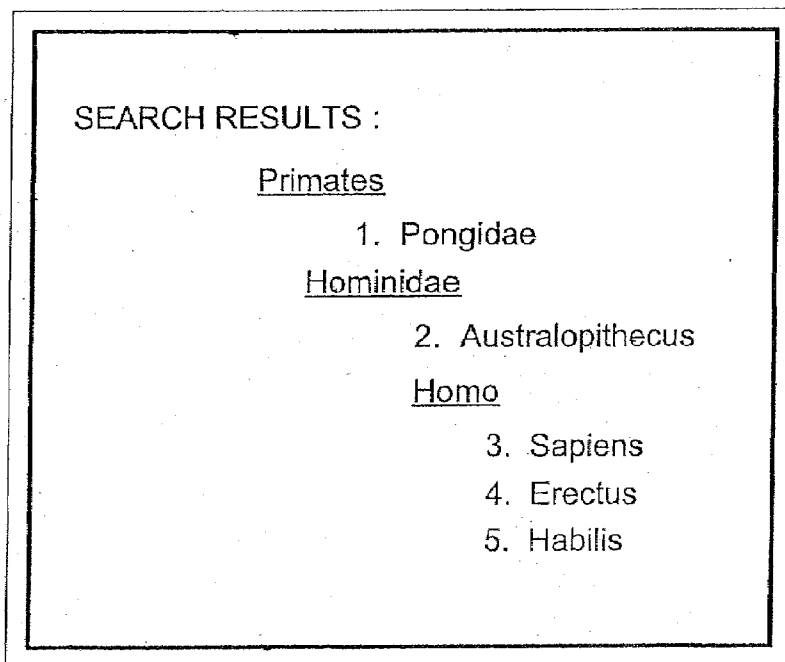 SEARCH RESULTS :
Primates
1. Pongidae
Hominidae
2. Australopithecus
Homo
3. Sapiens
4. Erectus
5. Habilis